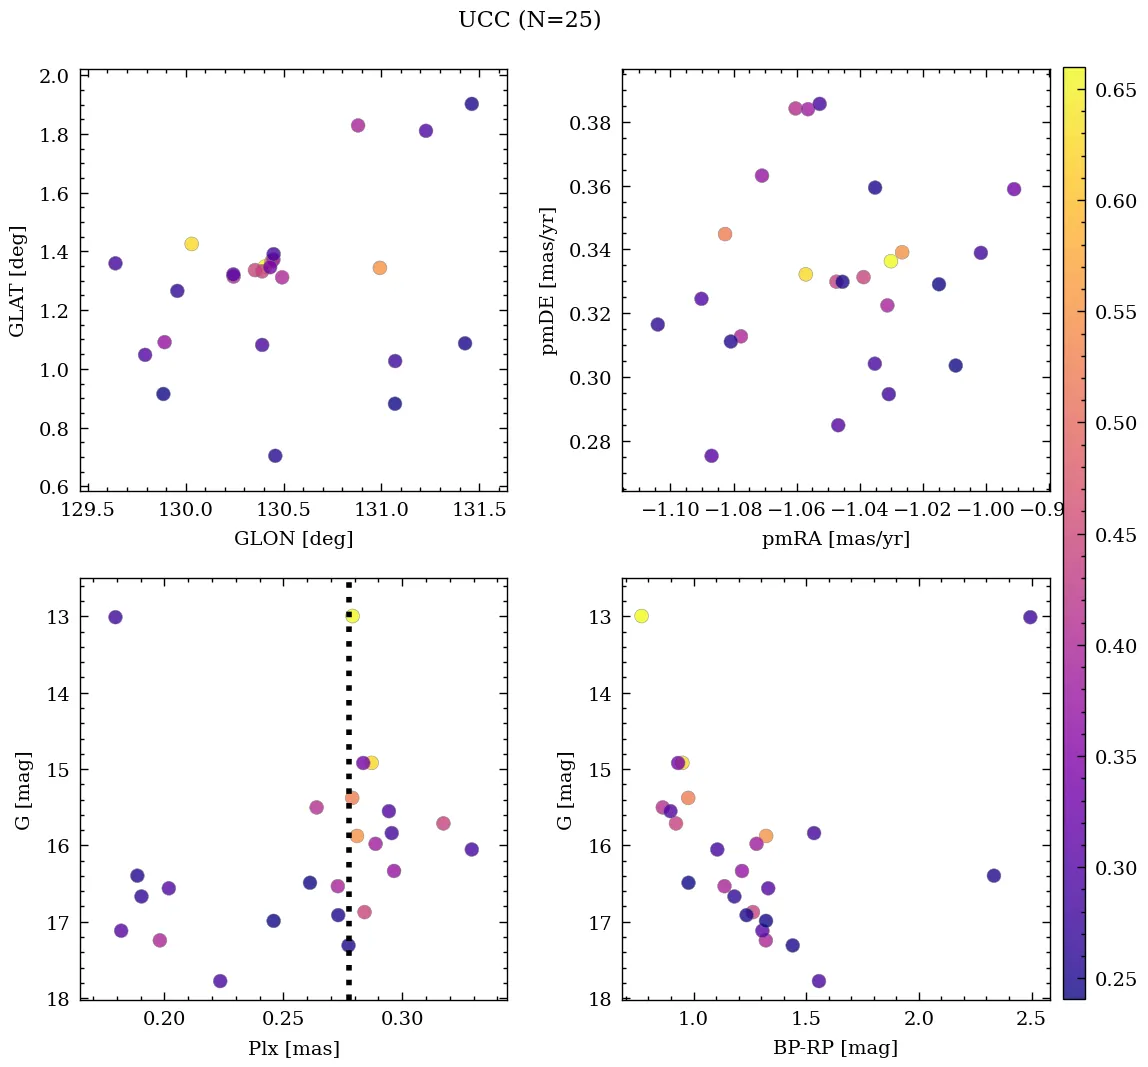 UCC (N=25)
2.0
1.8
1.6
1.4
1.2
1.0
0.8
0.6
GLAT [deg]
129.5 130.0 130.5 131.0 131.5
GLON [deg]
0.38
0.36
0.34
0.32
0.30
0.28
pmDE [mas/yr]
−1.10 −1.08 −1.06 −1.04 −1.02 −1.00 −0.9
pmRA [mas/yr]
13
14
15
16
17
18
G [mag]
0.20 0.25 0.30
Plx [mas]
13
14
15
16
17
18
G [mag]
1.0 1.5 2.0 2.5
BP-RP [mag]
0.65
0.60
0.55
0.50
0.45
0.40
0.35
0.30
0.25